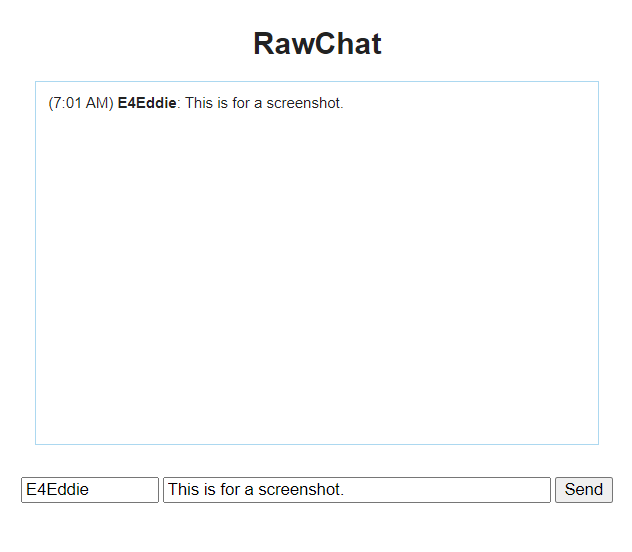 RawChat
(7:01 AM) E4Eddie: This is for a screenshot.
E4Eddie This is for a screenshot. Send